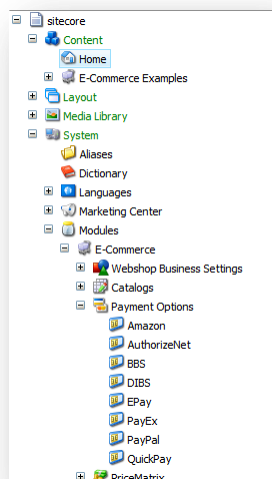 sitecore
Content
Home
E-Commerce Examples
Layout
Media Library
System
Aliases
Dictionary
Languages
Marketing Center
Modules
E-Commerce
Webshop Business Settings
Catalogs
Payment Options
Amazon
AuthorizeNet
BBS
DIBS
EPay
PayEx
PayPal
QuickPay
PriceMatrix